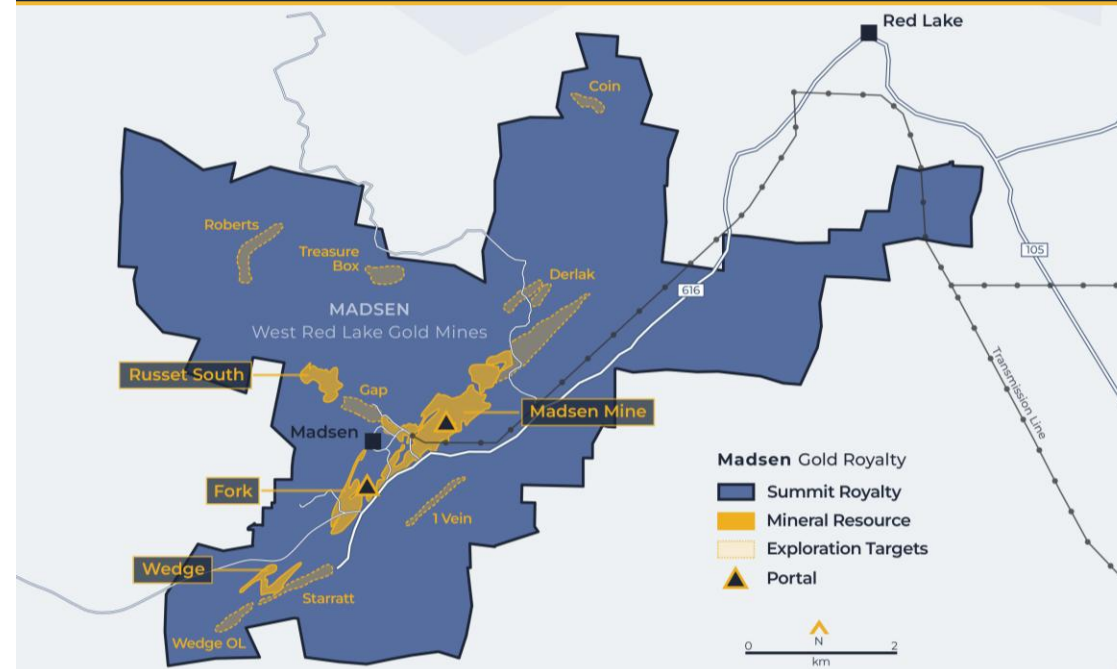 Red Lake
Coin
Roberts
Treasure
Box
Derlak
105
616
MADSEN
West Red Lake Gold Mines
Russet South
Gap
Transmission Line
Madsen Mine
Madsen
Fork
1 Vein
Wedge
Starratt
Wedge OL
Madsen Gold Royalty
Summit Royalty
Mineral Resource
Exploration Targets
Portal
N
0 2
km